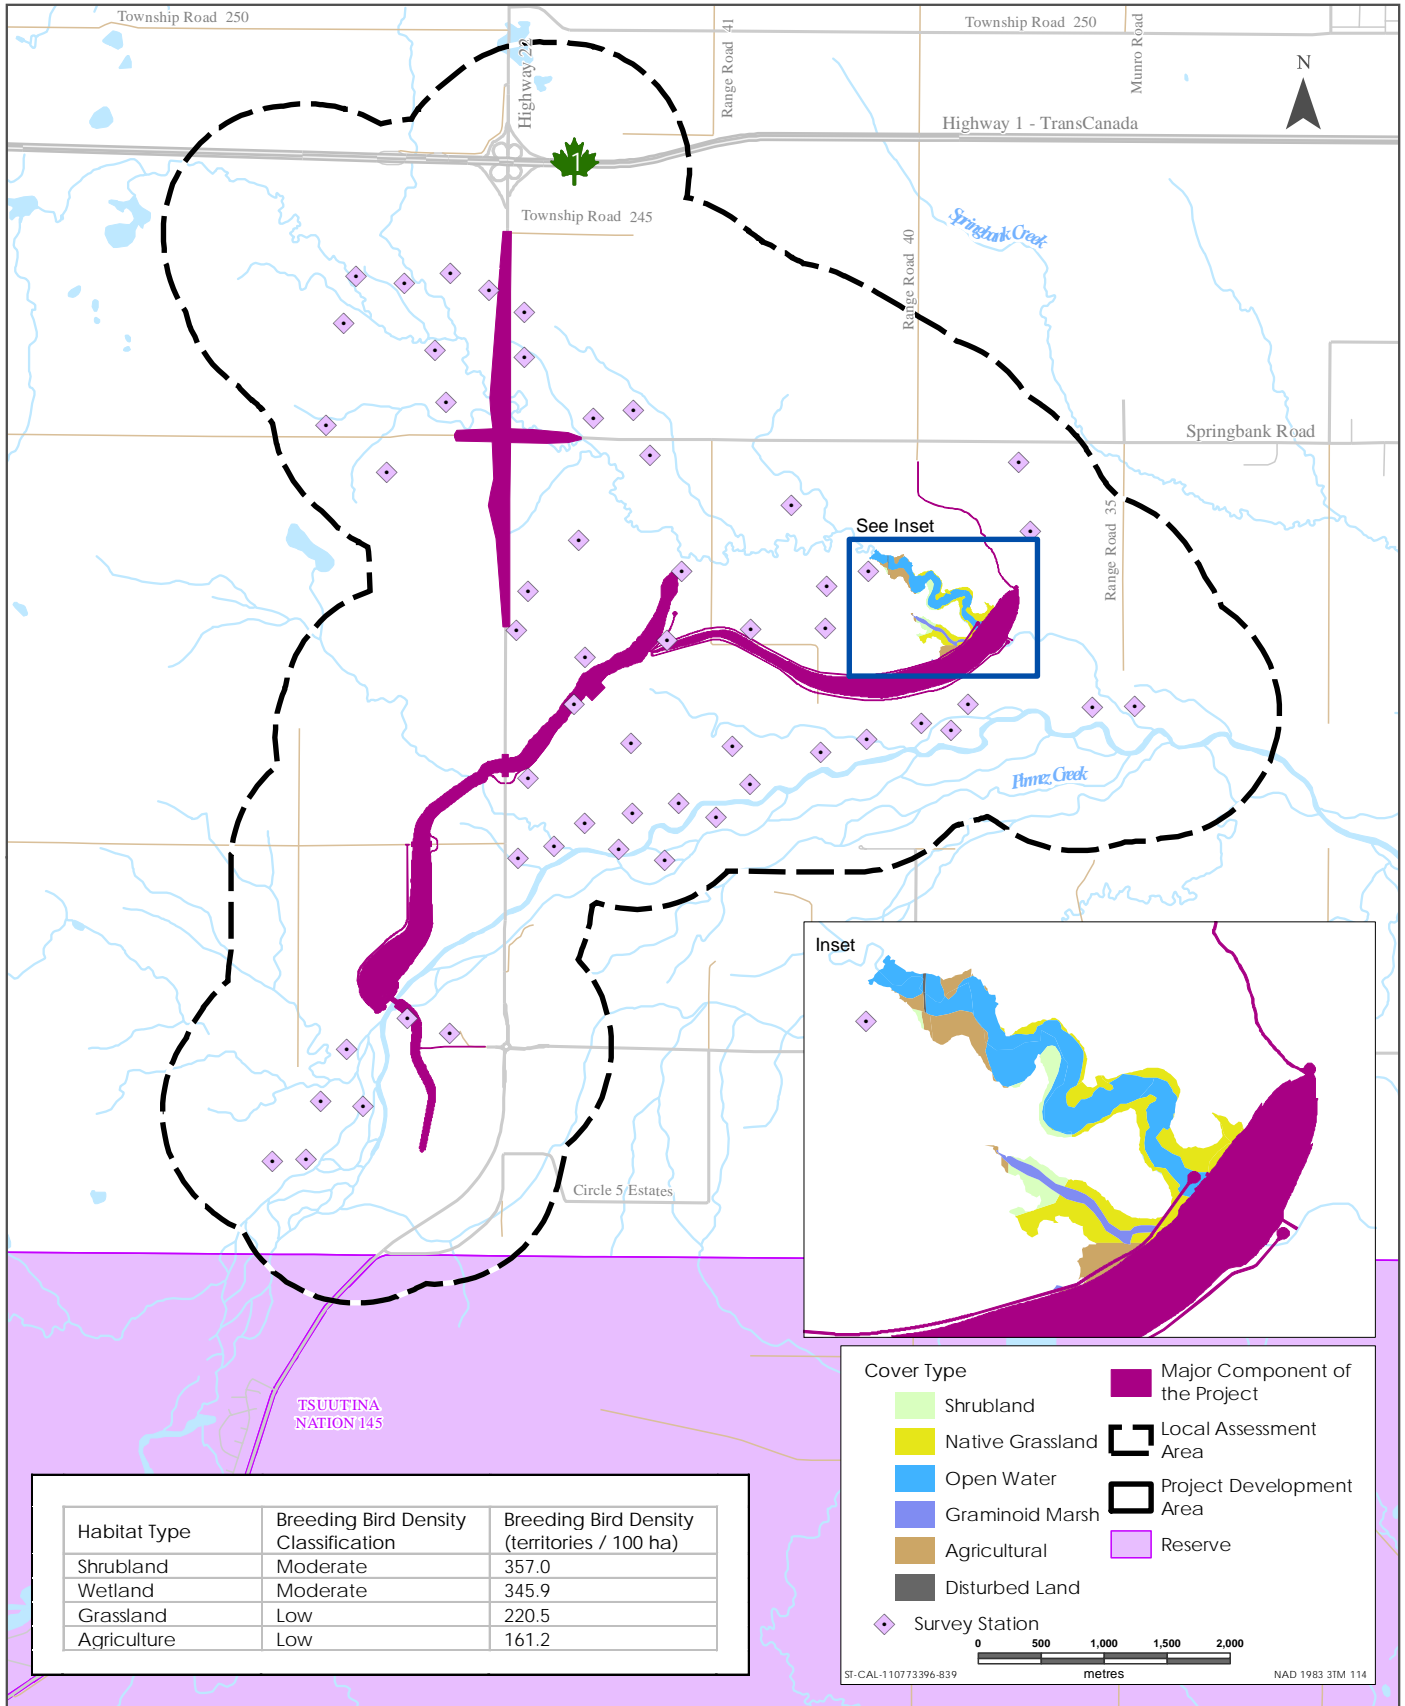 Township Road 250
Highway 22
Range Road 41
Township Road 250
Munro Road
N
Highway 1 - TransCanada
1
Township Road 245
Springbank Creek
Range Road 40
Springbank Road
See Inset
Range Road 35
Pirmez Creek
Inset
Circle 5 Estates
TSUUTINA
NATION 145
Habitat Type
Breeding Bird Density
Classification
Breeding Bird Density
(territories / 100 ha)
Shrubland Moderate 357.0
Wetland Moderate 345.9
Grassland Low 220.5
Agriculture Low 161.2
Cover Type
Shrubland
Native Grassland
Open Water
Graminoid Marsh
Agricultural
Disturbed Land
Survey Station
Major Component of
the Project
Local Assessment
Area
Project Development
Area
Reserve
0 500 1,000 1,500 2,000
metres
ST-CAL-110773396-839
NAD 1983 3TM 114